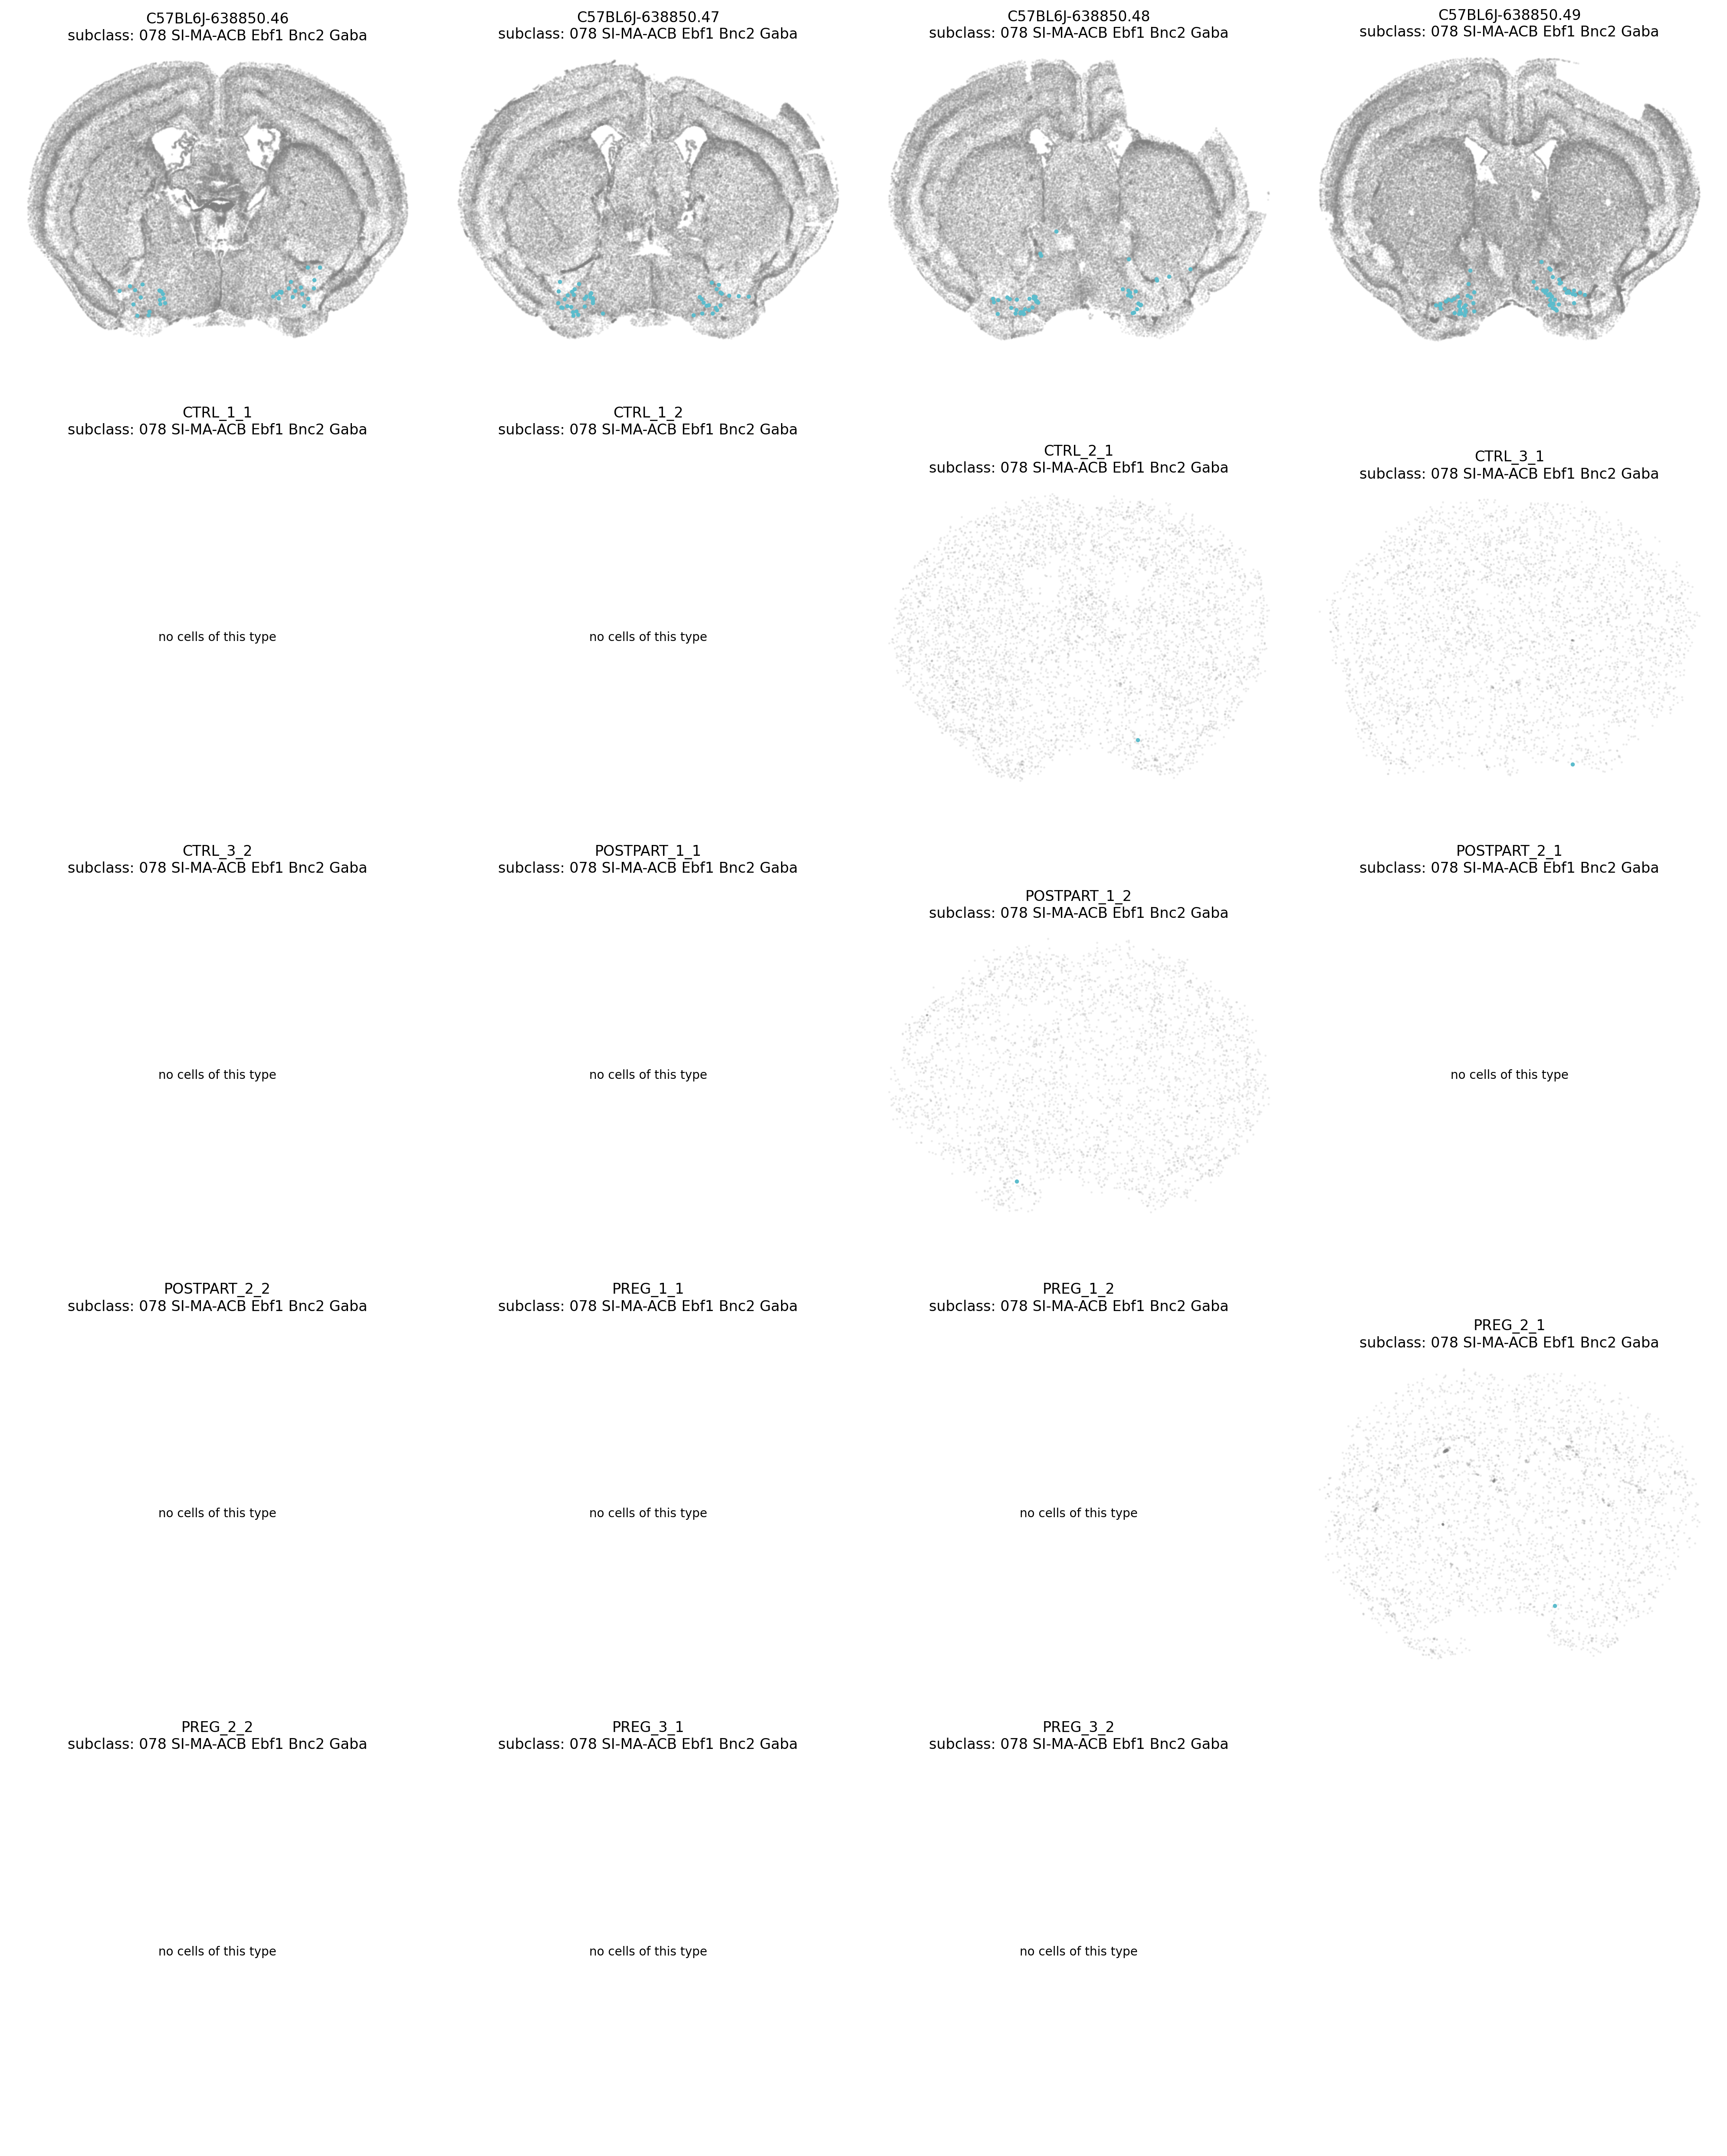 C57BL6J-638850.46
subclass: 078 SI-MA-ACB Ebf1 Bnc2 Gaba
C57BL6J-638850.47
subclass: 078 SI-MA-ACB Ebf1 Bnc2 Gaba
C57BL6J-638850.48
subclass: 078 SI-MA-ACB Ebf1 Bnc2 Gaba
C57BL6J-638850.49
subclass: 078 SI-MA-ACB Ebf1 Bnc2 Gaba
CTRL_1_1
subclass: 078 SI-MA-ACB Ebf1 Bnc2 Gaba
no cells of this type
CTRL_1_2
subclass: 078 SI-MA-ACB Ebf1 Bnc2 Gaba
no cells of this type
CTRL_2_1
subclass: 078 SI-MA-ACB Ebf1 Bnc2 Gaba
CTRL_3_1
subclass: 078 SI-MA-ACB Ebf1 Bnc2 Gaba
CTRL_3_2
subclass: 078 SI-MA-ACB Ebf1 Bnc2 Gaba
no cells of this type
POSTPART_1_1
subclass: 078 SI-MA-ACB Ebf1 Bnc2 Gaba
no cells of this type
POSTPART_1_2
subclass: 078 SI-MA-ACB Ebf1 Bnc2 Gaba
POSTPART_2_1
subclass: 078 SI-MA-ACB Ebf1 Bnc2 Gaba
no cells of this type
POSTPART_2_2
subclass: 078 SI-MA-ACB Ebf1 Bnc2 Gaba
no cells of this type
PREG_1_1
subclass: 078 SI-MA-ACB Ebf1 Bnc2 Gaba
no cells of this type
PREG_1_2
subclass: 078 SI-MA-ACB Ebf1 Bnc2 Gaba
no cells of this type
PREG_2_1
subclass: 078 SI-MA-ACB Ebf1 Bnc2 Gaba
PREG_2_2
subclass: 078 SI-MA-ACB Ebf1 Bnc2 Gaba
no cells of this type
PREG_3_1
subclass: 078 SI-MA-ACB Ebf1 Bnc2 Gaba
no cells of this type
PREG_3_2
subclass: 078 SI-MA-ACB Ebf1 Bnc2 Gaba
no cells of this type